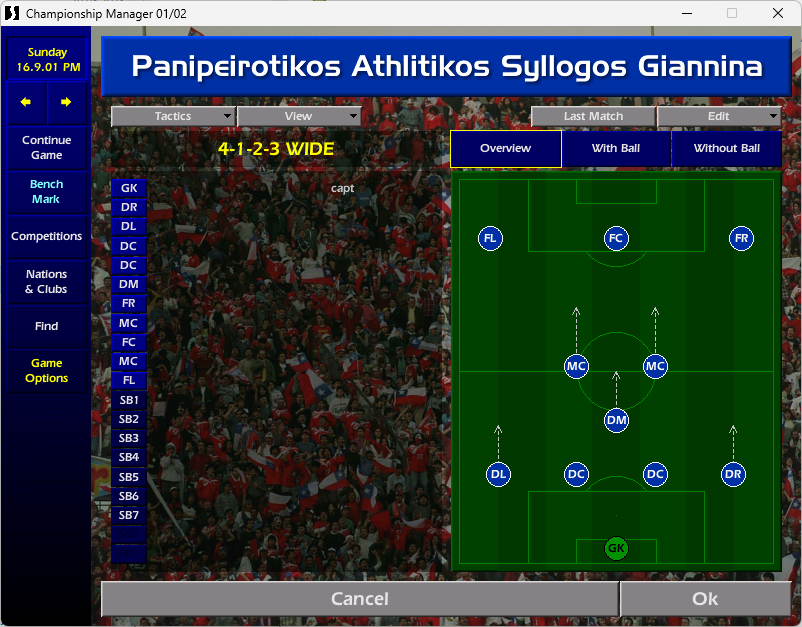 Championship Manager 01/02
Sunday
16.9.01 PM
Continue
Game
Bench
Mark
Competitions
Nations
& Clubs
Find
Game
Options
Panipeirotikos Athlitikos Syllogos Giannina
Tactics
View
Last Match
Edit
4-1-2-3 WIDE
Overview
With Ball
Without Ball
GK
capt
DR
DL
DC
DC
DM
FR
MC
FC
MC
FL
SB1
SB2
SB3
SB4
SB5
SB6
SB7
FL
FC
FR
MC
MC
DM
DL
DC
DC
DR
GK
Cancel
Ok